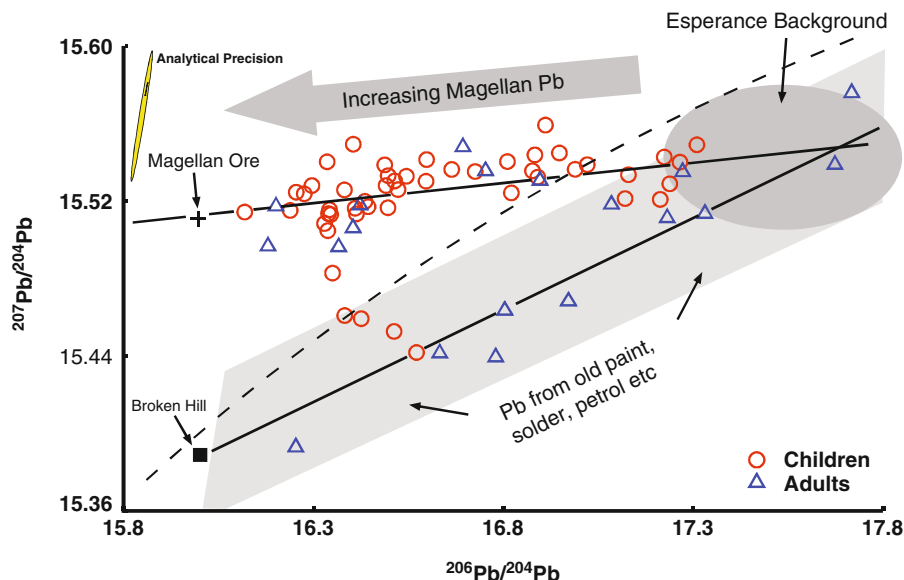 Esperance Background
15.60
Analytical Precision
Increasing Magellan Pb
Magellan Ore
15.52
207Pb/204Pb
15.44
Pb from old paint,
solder, petrol etc
Broken Hill
Children
Adults
15.36
15.8
16.3
16.8
17.3
17.8
206Pb/204Pb